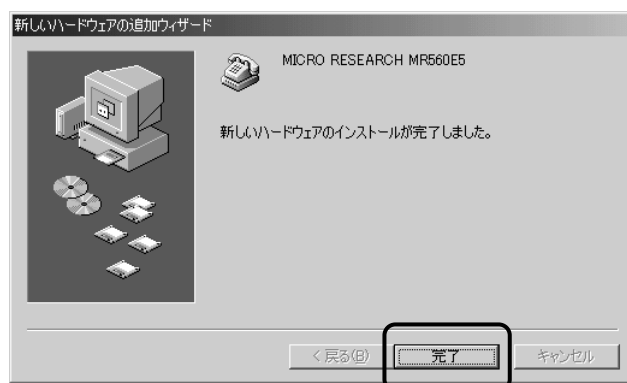 新しいハードウェアの追加ウィザード
MICRO RESEARCH MR560E5
新しいハードウェアのインストールが完了しました。
< 戻る(B)
完了
キャンセル